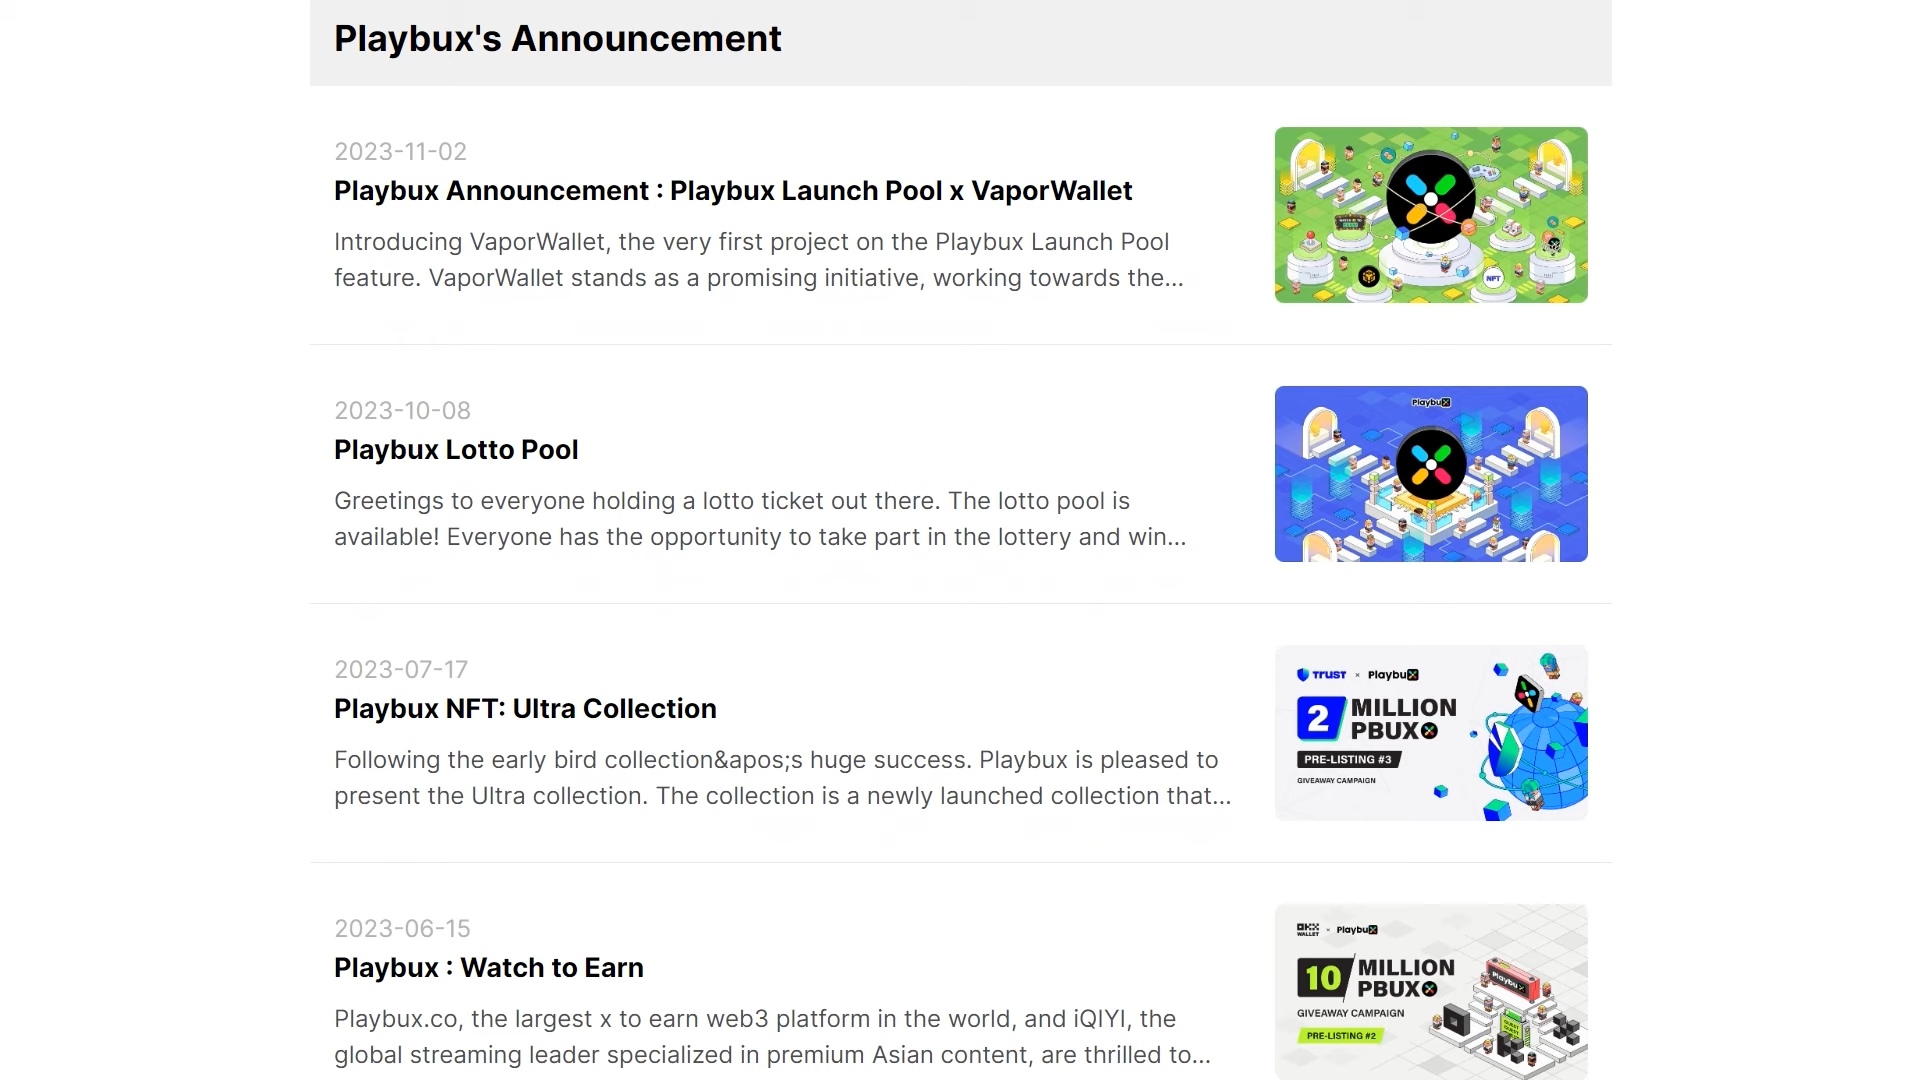 Playbux's Announcement
2023-11-02
Playbux Announcement : Playbux Launch Pool x VaporWallet
Introducing VaporWallet, the very first project on the Playbux Launch Pool
feature. VaporWallet stands as a promising initiative, working towards the...
NFT
2023-10-08
Playbux Lotto Pool
Greetings to everyone holding a lotto ticket out there. The lotto pool is
available! Everyone has the opportunity to take part in the lottery and win...
Playbux
2023-07-17
Playbux NFT: Ultra Collection
Following the early bird collection&apos;s huge success. Playbux is pleased to
present the Ultra collection. The collection is a newly launched collection that...
TRUST × Playbux
2 MILLION
PBUX
PRE-LISTING #3
GIVEAWAY CAMPAIGN
2023-06-15
Playbux : Watch to Earn
Playbux.co, the largest x to earn web3 platform in the world, and iQIYI, the
global streaming leader specialized in premium Asian content, are thrilled to...
OKX WALLET × Playbux
10 MILLION
PBUX
GIVEAWAY CAMPAIGN
PRE-LISTING #2
Playbux